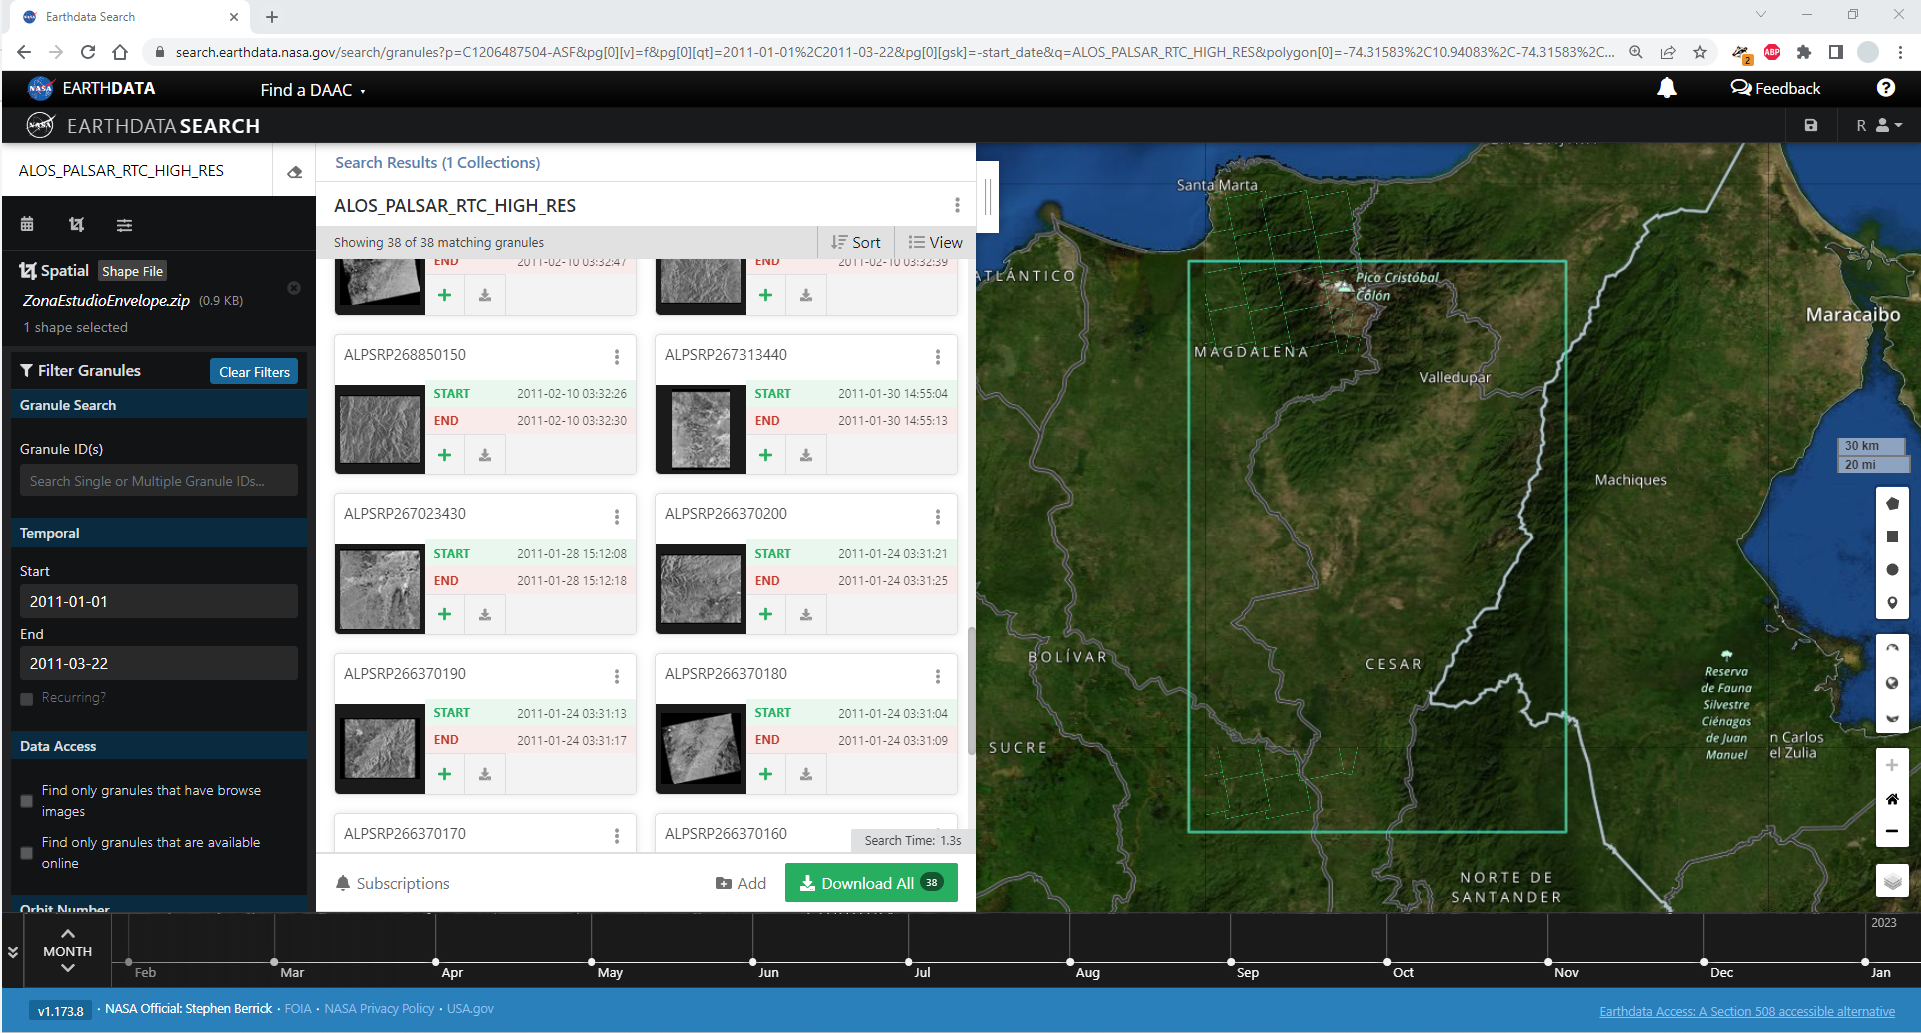 Earthdata Search
search.earthdata.nasa.gov/search/granules?p=C1206487504-ASF&pg[0][v]=f&pg[0][qt]=2011-01-01%2C2011-03-22&pg[0][gsk]=-start_date&q=ALOS_PALSAR_RTC_HIGH_RES&polygon[0]=-74.31583%2C10.94083%2C-74.31583%2C...
2
ABP
NASA
EARTHDATA
Find a DAAC
Feedback
?
NASA
EARTHDATA SEARCH
R
ALOS_PALSAR_RTC_HIGH_RES
Spatial Shape File
ZonaEstudioEnvelope.zip (0.9 KB)
1 shape selected
Filter Granules
Clear Filters
Granule Search
Granule ID(s)
Search Single or Multiple Granule IDs...
Temporal
Start
2011-01-01
End
2011-03-22
Recurring?
Data Access
Find only granules that have browse
images
Find only granules that are available
online
Orbit Number
Search Results (1 Collections)
ALOS_PALSAR_RTC_HIGH_RES
Showing 38 of 38 matching granules
Sort
View
END 2011-02-10 03:32:47
END 2011-02-10 03:32:39
ALPSRP268850150
START 2011-02-10 03:32:26
END 2011-02-10 03:32:30
ALPSRP267313440
START 2011-01-30 14:55:04
END 2011-01-30 14:55:13
ALPSRP267023430
START 2011-01-28 15:12:08
END 2011-01-28 15:12:18
ALPSRP266370200
START 2011-01-24 03:31:21
END 2011-01-24 03:31:25
ALPSRP266370190
START 2011-01-24 03:31:13
END 2011-01-24 03:31:17
ALPSRP266370180
START 2011-01-24 03:31:04
END 2011-01-24 03:31:09
ALPSRP266370170
ALPSRP266370160
Search Time: 1.3s
Subscriptions
Add
Download All 38
Santa Marta
ATLÁNTICO
Pico Cristóbal
Colón
MAGDALENA
Valledupar
Maracaibo
Machiques
BOLÍVAR
CESAR
SUCRE
Reserva
de Fauna
Silvestre
Ciénagas
de Juan
Manuel
n Carlos
el Zulia
NORTE DE
SANTANDER
30 km
20 mi
MONTH
Feb
Mar
Apr
May
Jun
Jul
Aug
Sep
Oct
Nov
Dec
2023
Jan
v1.173.8 · NASA Official: Stephen Berrick · FOIA · NASA Privacy Policy · USA.gov
Earthdata Access: A Section 508 accessible alternative